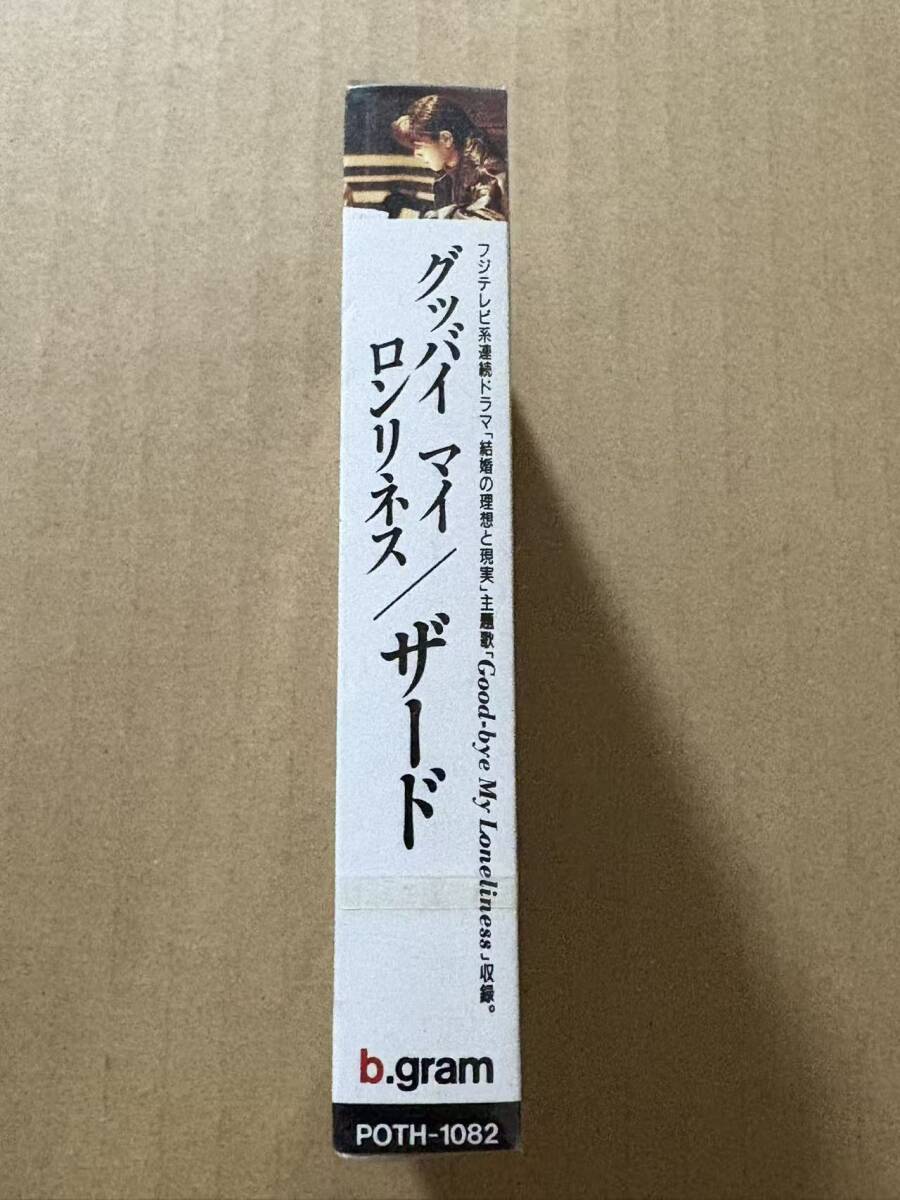 フジテレビ系連続ドラマ「結婚の理想と現実」主題歌「Good-bye My Loneliness」収録。
グッバイ マイ
ロンリネス／ザード
b.gram
POTH-1082